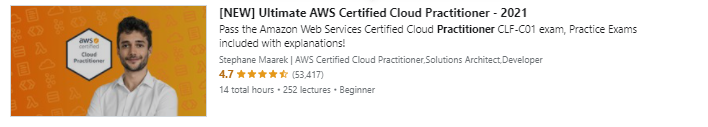 aws
certified
Cloud
Practitioner
[NEW] Ultimate AWS Certified Cloud Practitioner - 2021
Pass the Amazon Web Services Certified Cloud Practitioner CLF-C01 exam, Practice Exams
included with explanations!
Stephane Maarek | AWS Certified Cloud Practitioner,Solutions Architect,Developer
4.7 (53,417)
14 total hours • 252 lectures • Beginner